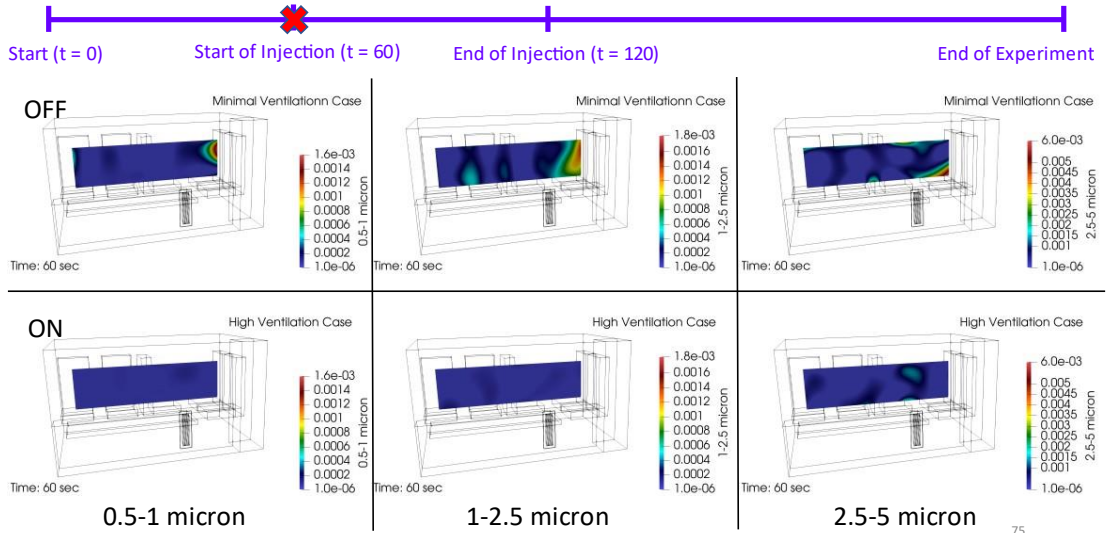 Start (t = 0)
Start of Injection (t = 60)
End of Injection (t = 120)
End of Experiment
OFF
Minimal Ventilationn Case
1.6e-03
0.0014
0.0012
0.001
0.0008
0.0006
0.0004
0.0002
1.0e-06
0.5-1 micron
Time: 60 sec
Minimal Ventilationn Case
1.8e-03
0.0016
0.0014
0.0012
0.001
0.0008
0.0006
0.0004
0.0002
1.0e-06
1-2.5 micron
Time: 60 sec
Minimal Ventilationn Case
6.0e-03
0.005
0.0045
0.004
0.0035
0.003
0.0025
0.002
0.0015
0.001
1.0e-06
2.5-5 micron
Time: 60 sec
ON
High Ventilation Case
1.6e-03
0.0014
0.0012
0.001
0.0008
0.0006
0.0004
0.0002
1.0e-06
0.5-1 micron
Time: 60 sec
High Ventilation Case
1.8e-03
0.0016
0.0014
0.0012
0.001
0.0008
0.0006
0.0004
0.0002
1.0e-06
1-2.5 micron
Time: 60 sec
High Ventilation Case
6.0e-03
0.005
0.0045
0.004
0.0035
0.003
0.0025
0.002
0.0015
0.001
1.0e-06
2.5-5 micron
Time: 60 sec
0.5-1 micron
1-2.5 micron
2.5-5 micron
75